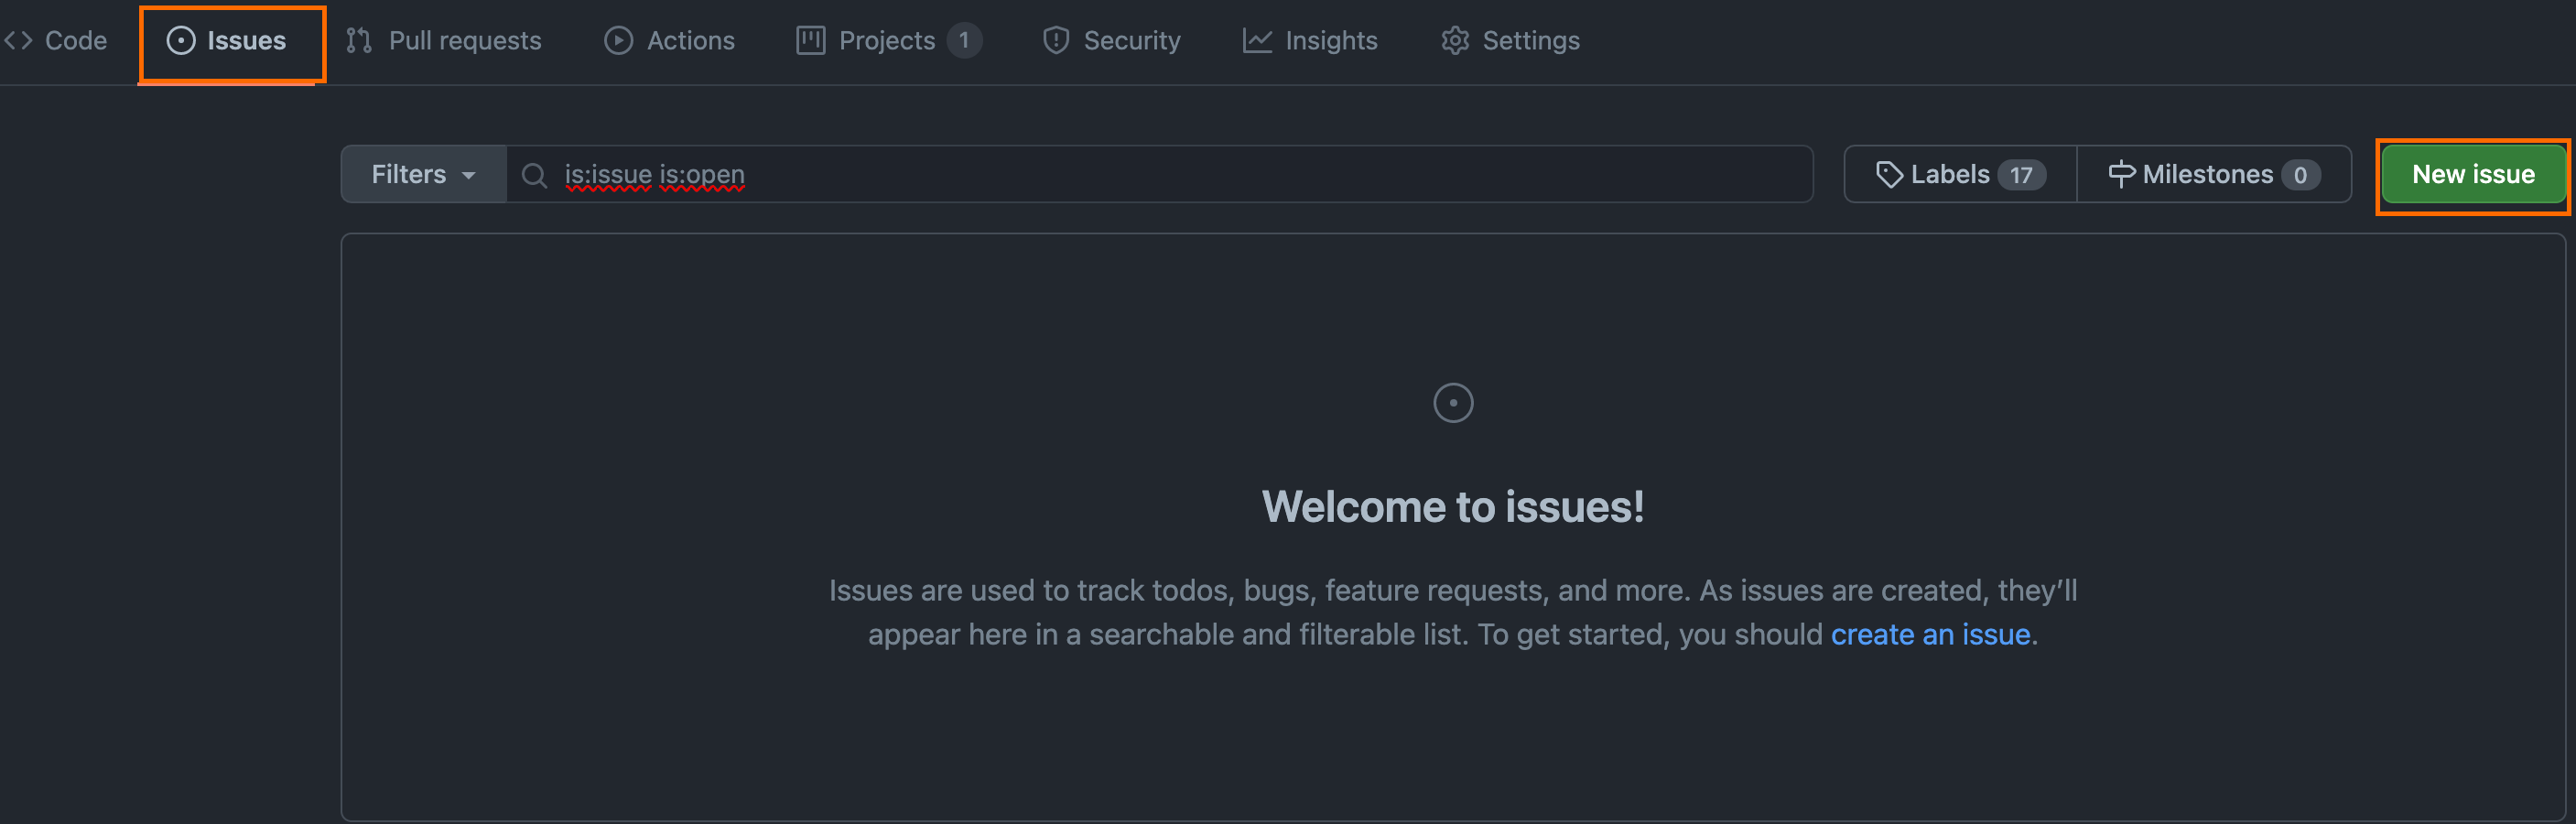 Code Issues Pull requests Actions Projects 1 Security Insights Settings
Filters is:issue is:open Labels 17 Milestones 0 New issue
Welcome to issues!
Issues are used to track todos, bugs, feature requests, and more. As issues are created, they’ll
appear here in a searchable and filterable list. To get started, you should create an issue.